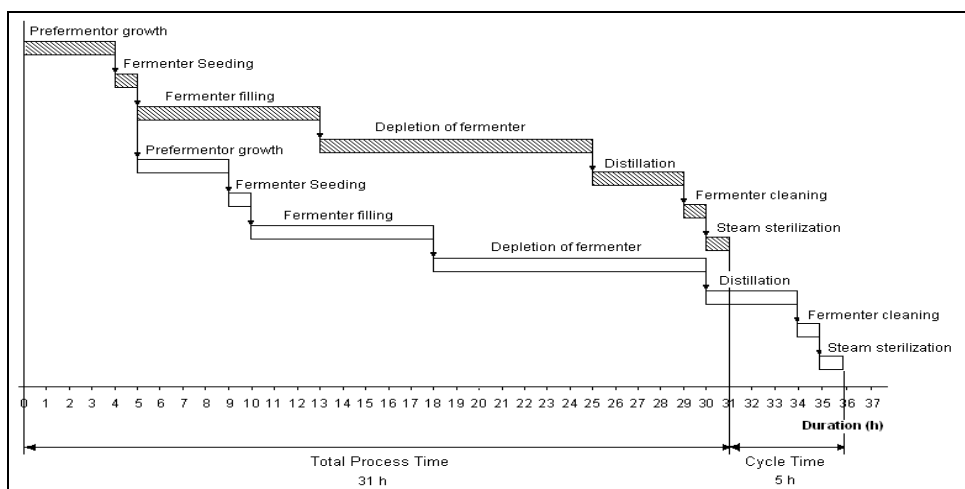 Prefermentor growth
Fermenter Seeding
Fermenter filling
Depletion of fermenter
Prefermentor growth
Distillation
Fermenter Seeding
Fermenter cleaning
Fermenter filling
Steam sterilization
Depletion of fermenter
Distillation
Fermenter cleaning
Steam sterilization
0 1 2 3 4 5 6 7 8 9 10 11 12 13 14 15 16 17 18 19 20 21 22 23 24 25 26 27 28 29 30 31 32 33 34 35 36 37
Duration (h)
Total Process Time
31 h
Cycle Time
5 h